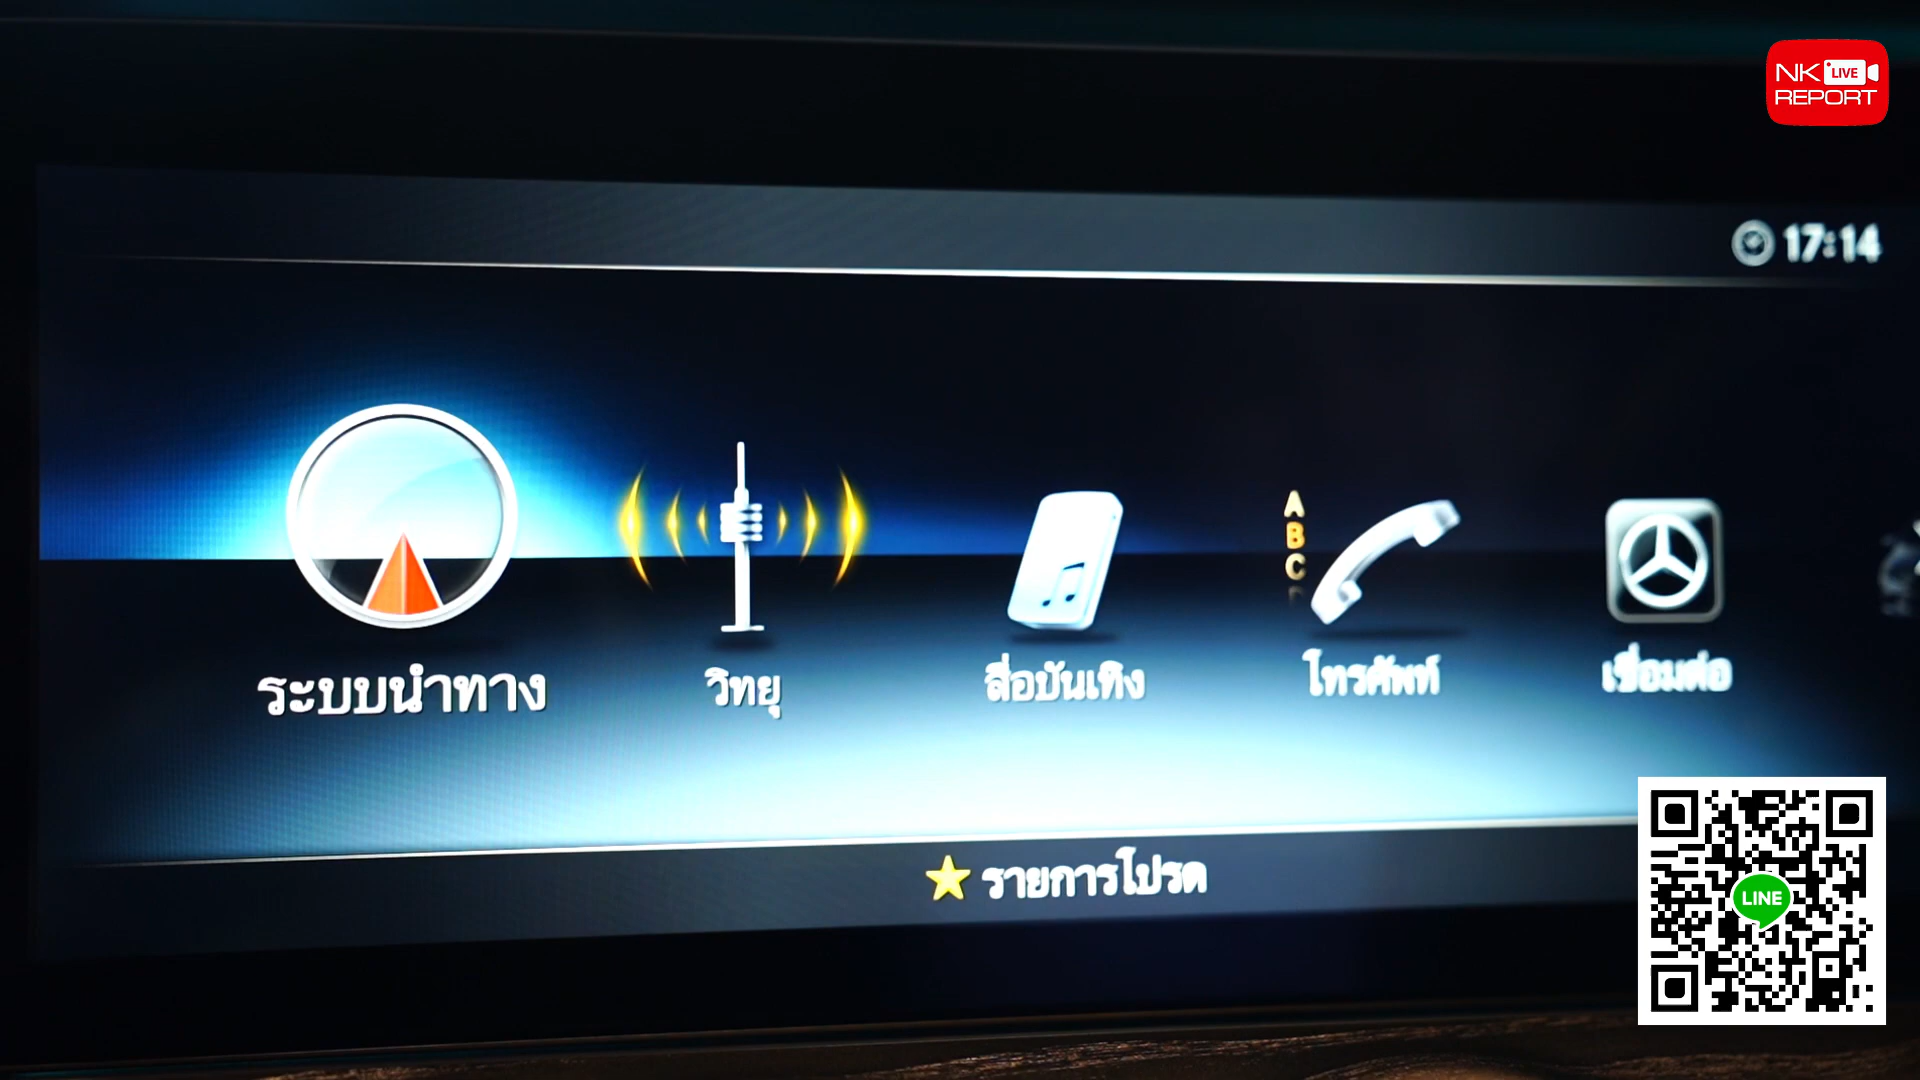 NK LIVE
REPORT
17:14
A
B
C
ระบบนำทาง
วิทยุ
สื่อบันเทิง
โทรศัพท์
เชื่อมต่อ
รายการโปรด
LINE